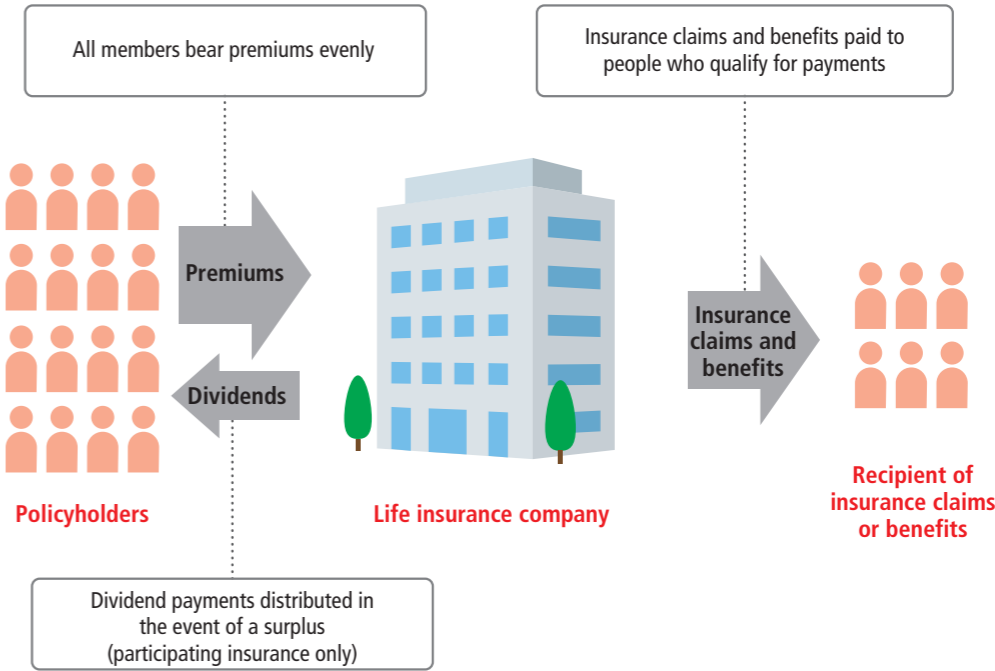 All members bear premiums evenly
Insurance claims and benefits paid to
people who qualify for payments
Premiums
Dividends
Insurance
claims and
benefits
Policyholders
Life insurance company
Recipient of
insurance claims
or benefits
Dividend payments distributed in
the event of a surplus
(participating insurance only)